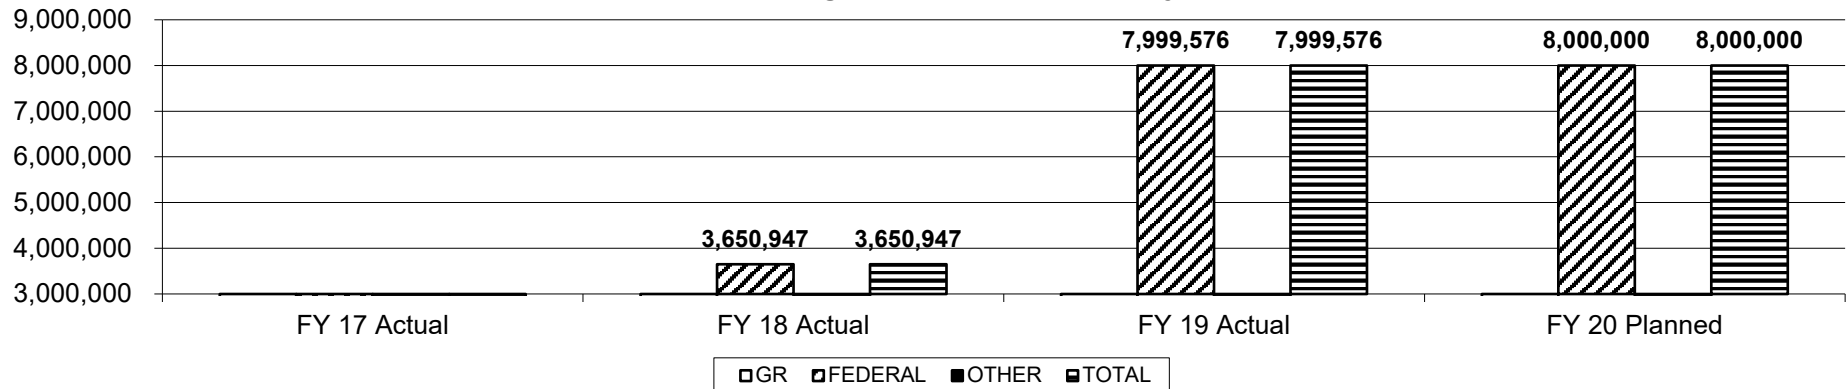 9,000,000
8,000,000
7,000,000
6,000,000
5,000,000
4,000,000
3,000,000
7,999,576 7,999,576 8,000,000 8,000,000
3,650,947 3,650,947
FY 17 Actual FY 18 Actual FY 19 Actual FY 20 Planned
GR FEDERAL OTHER TOTAL